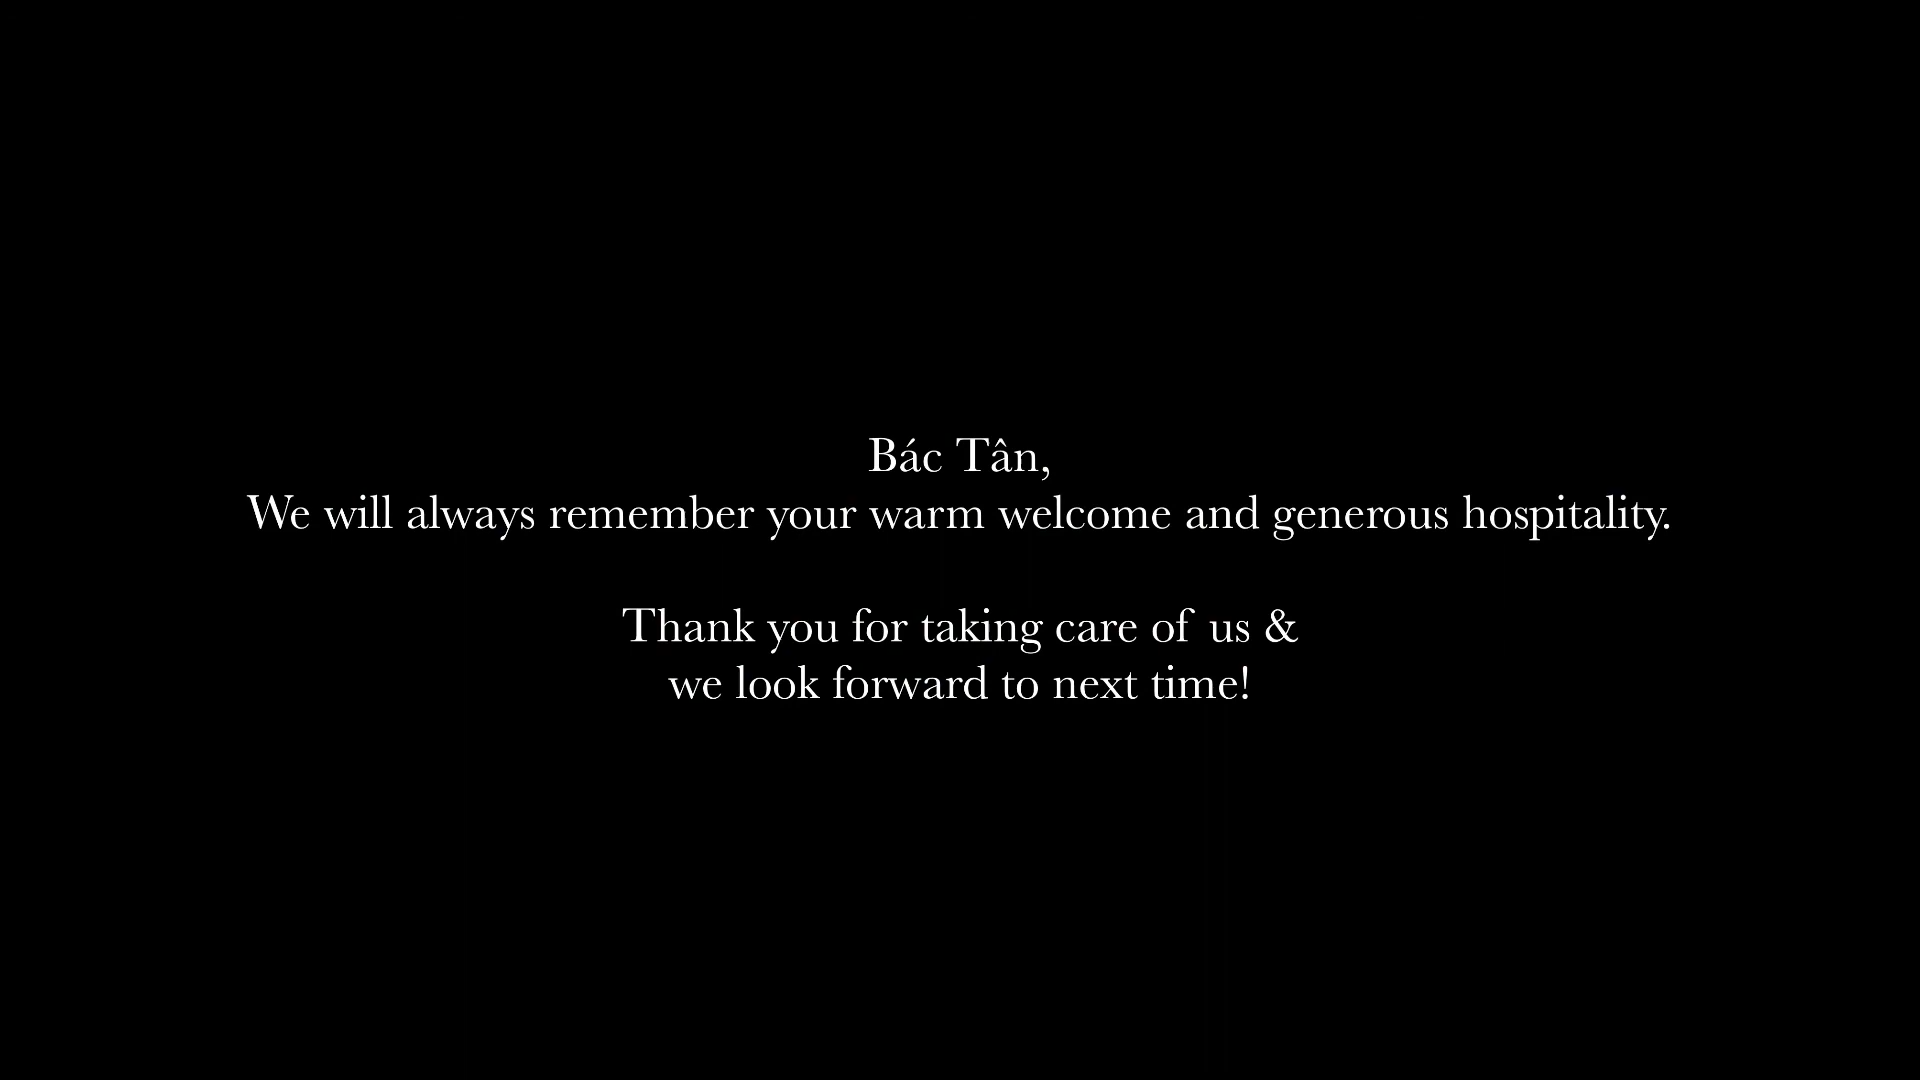 Bác Tân,
We will always remember your warm welcome and generous hospitality.
Thank you for taking care of us &
we look forward to next time!